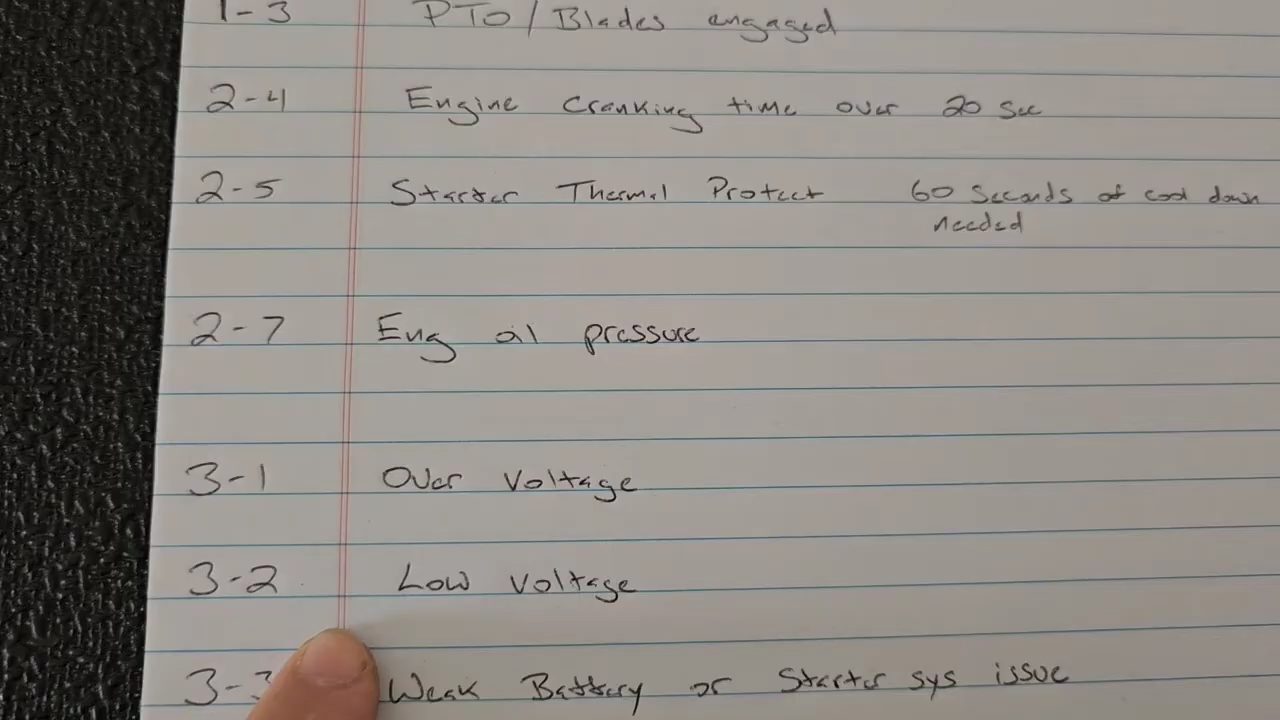 1-3 PTO/Blades engaged
2-4 Engine Cranking time over 20 sec
2-5 Starter Thermal Protect 60 seconds of cool down
needed
2-7 Eng oil pressure
3-1 Over Voltage
3-2 Low Voltage
3-3 Weak Battery or Starter sys issue